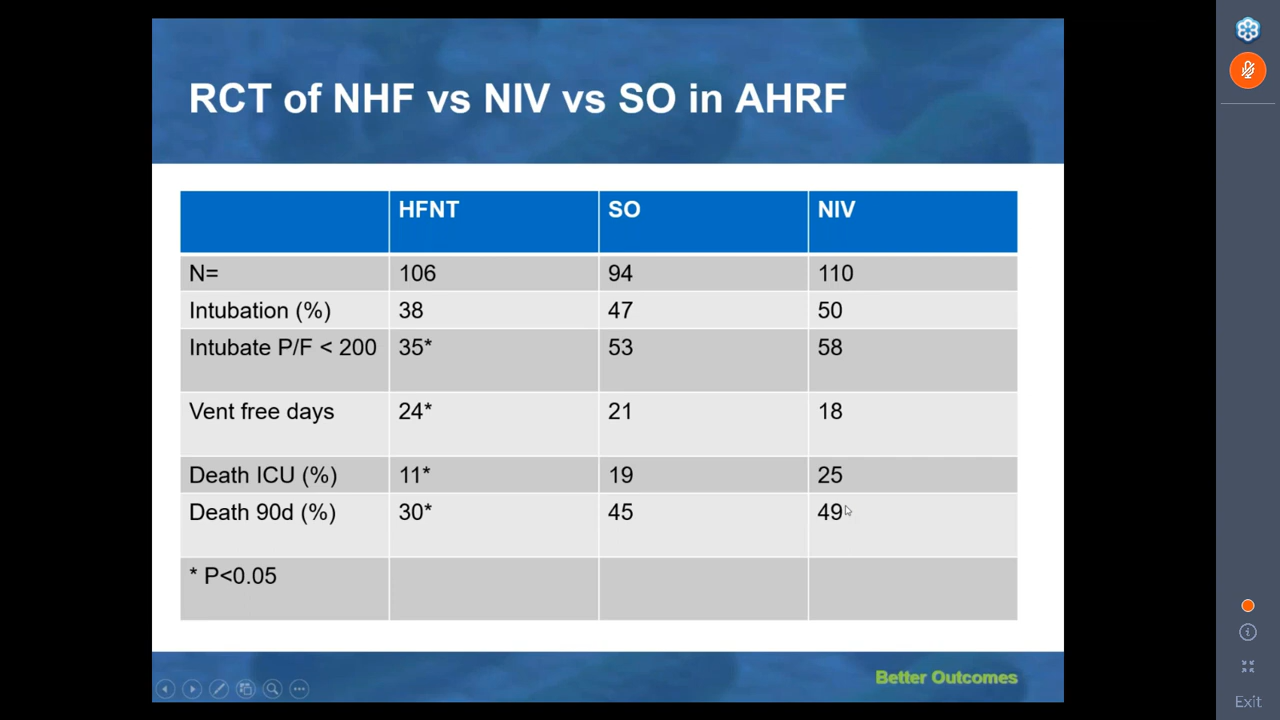 RCT of NHF vs NIV vs SO in AHRF
HFNT SO NIV
N= 106 94 110
Intubation (%) 38 47 50
Intubate P/F < 200 35* 53 58
Vent free days 24* 21 18
Death ICU (%) 11* 19 25
Death 90d (%) 30* 45 49
* P<0.05
Better Outcomes
Exit